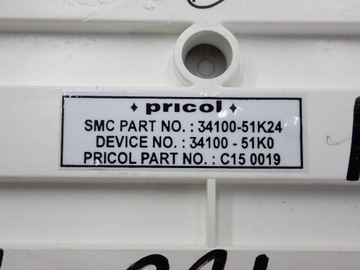 pricol
SMC PART NO. : 34100-51K24
DEVICE NO. : 34100 - 51K0
PRICOL PART NO. : C15 0019